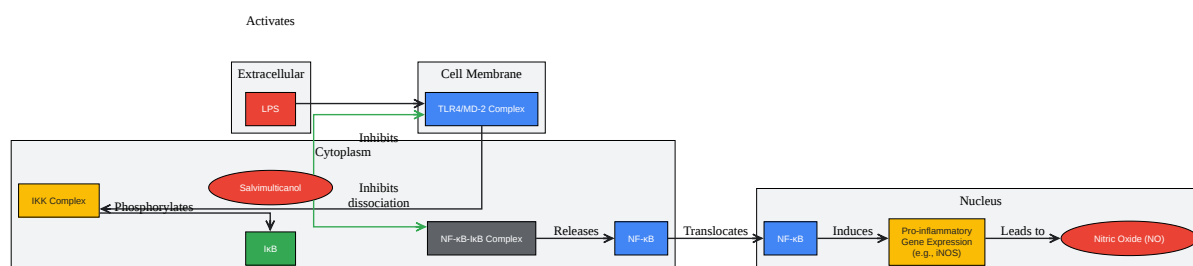 Activates
Extracellular
Cell Membrane
LPS
TLR4/MD-2 Complex
Inhibits
Cytoplasm
Salvimulticanol
Inhibits
dissociation
IKK Complex
Phosphorylates
IκB
NF-κB-IκB Complex
Releases
NF-κB
Translocates
Nucleus
NF-κB
Induces
Pro-inflammatory
Gene Expression
(e.g., iNOS)
Leads to
Nitric Oxide (NO)